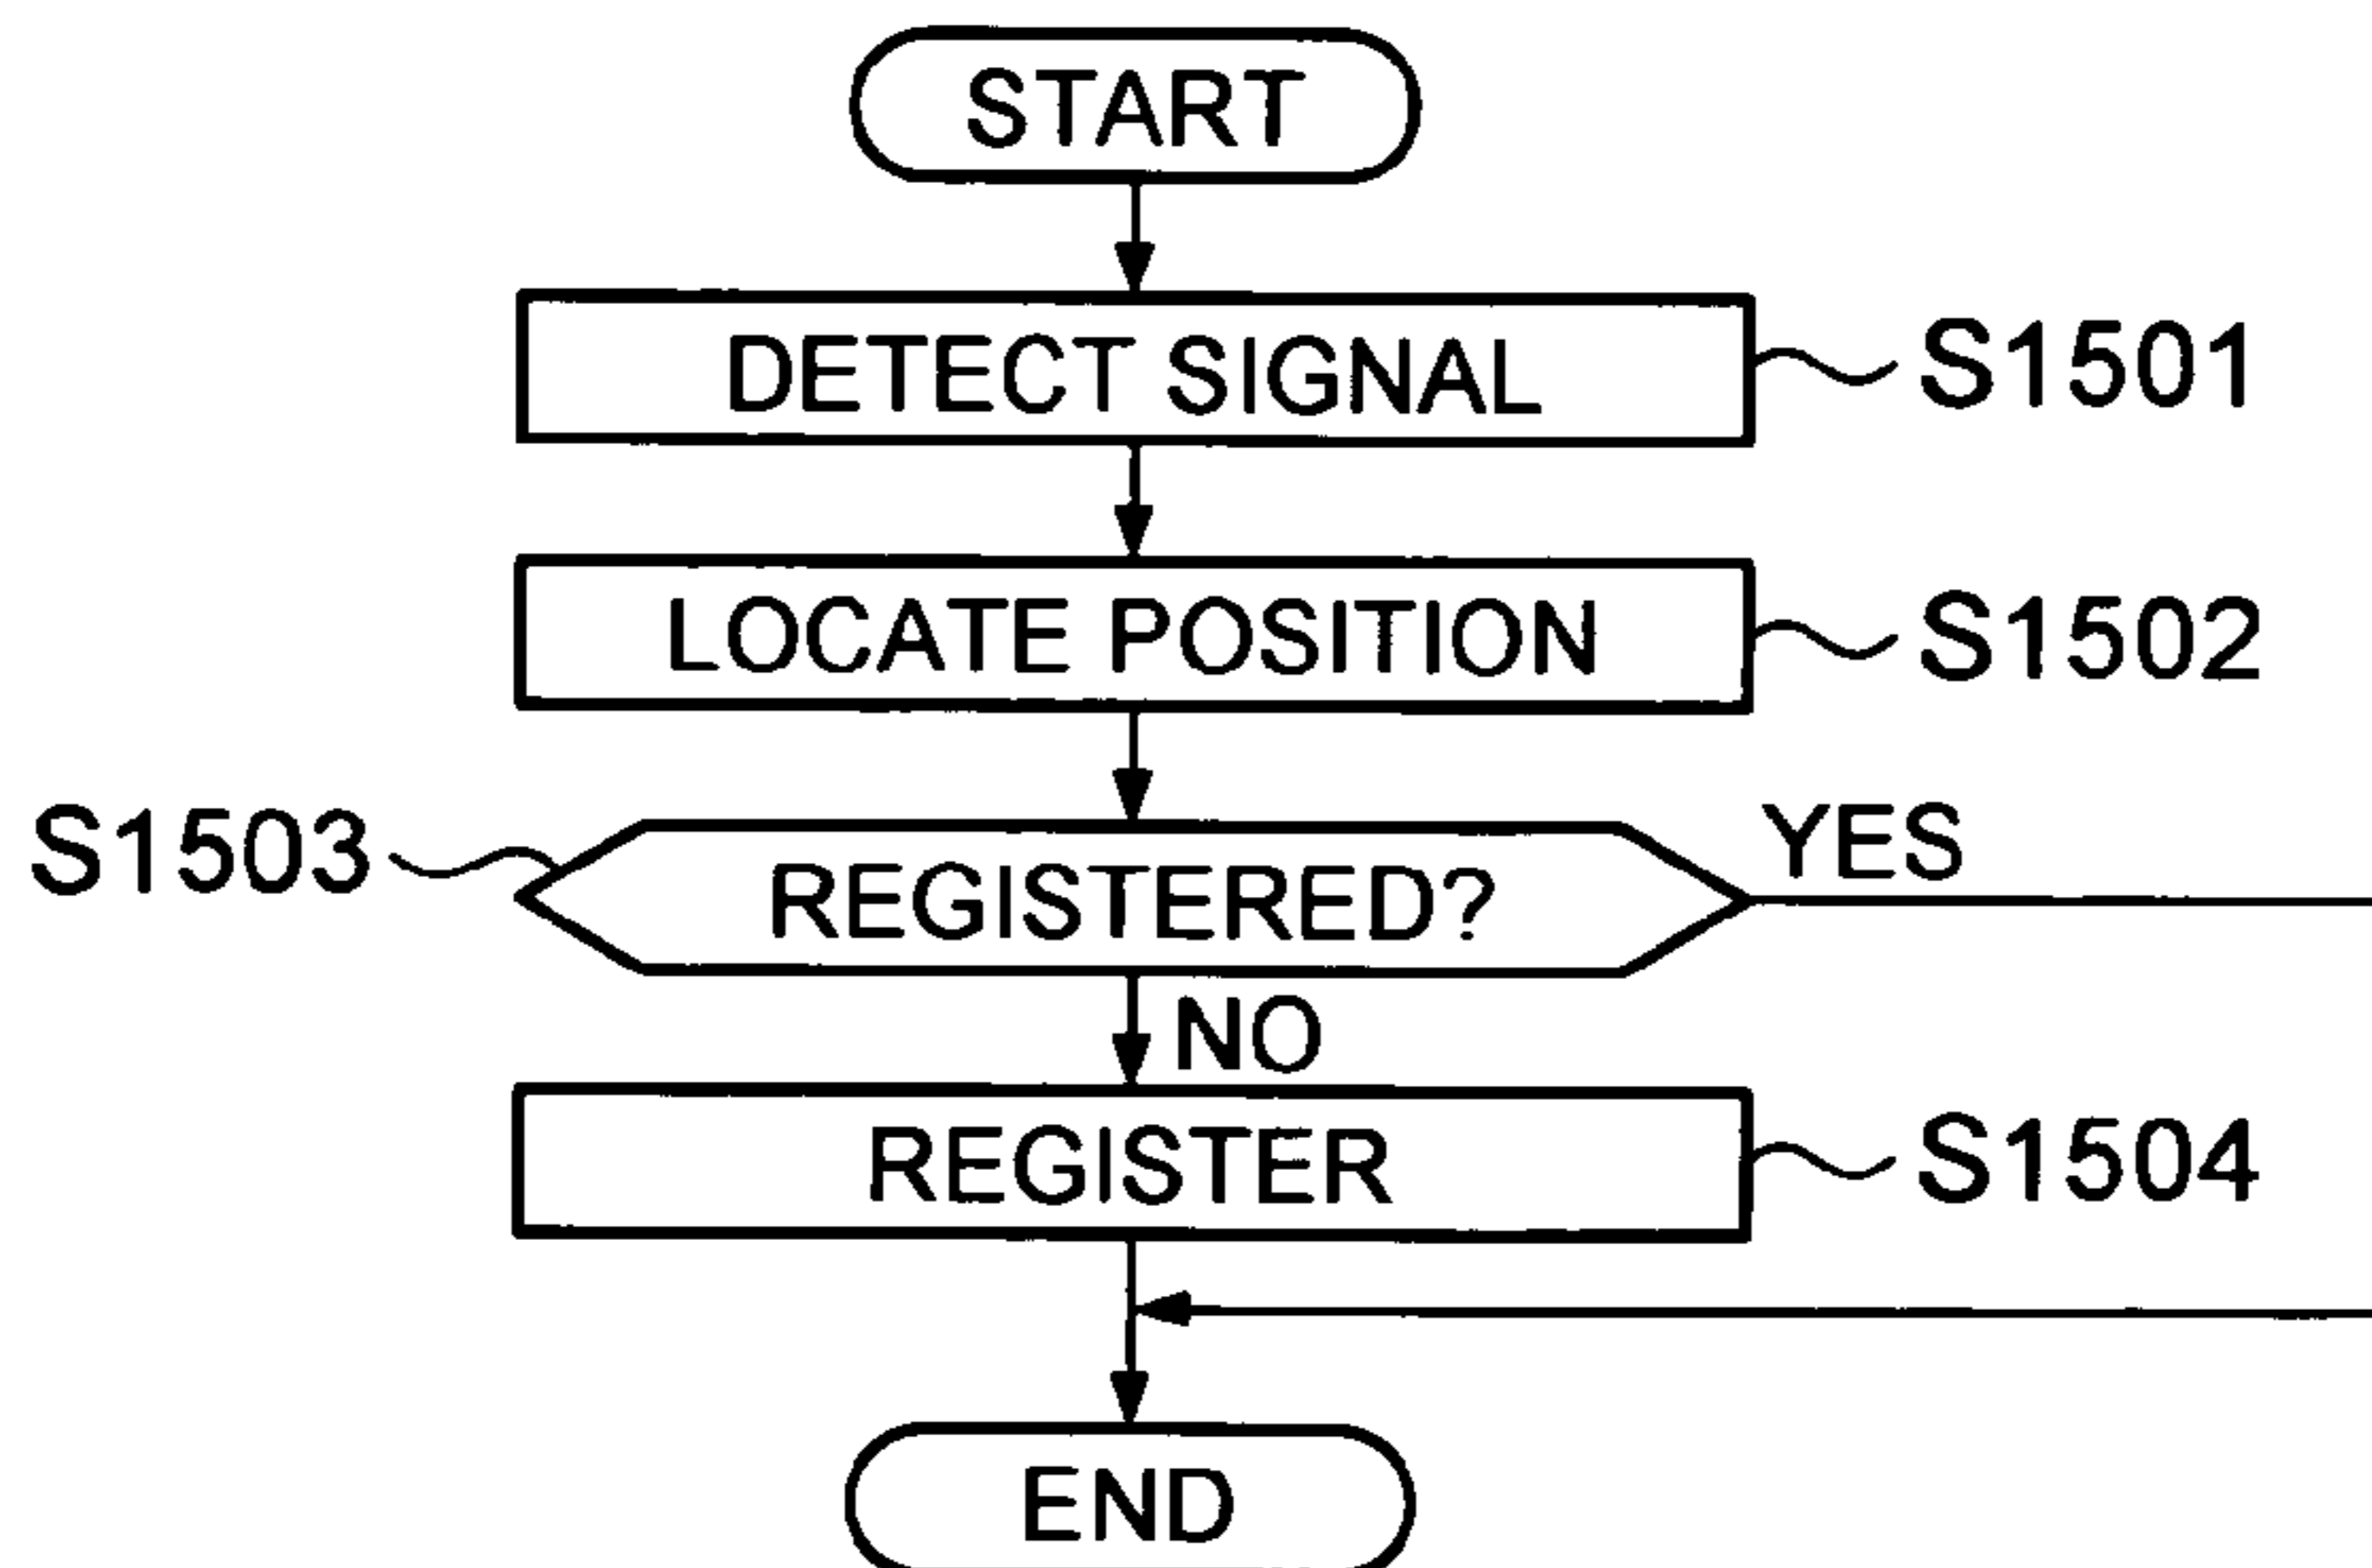 START
DETECT SIGNAL S1501
LOCATE POSITION S1502
S1503 REGISTERED? YES
NO
REGISTER S1504
END